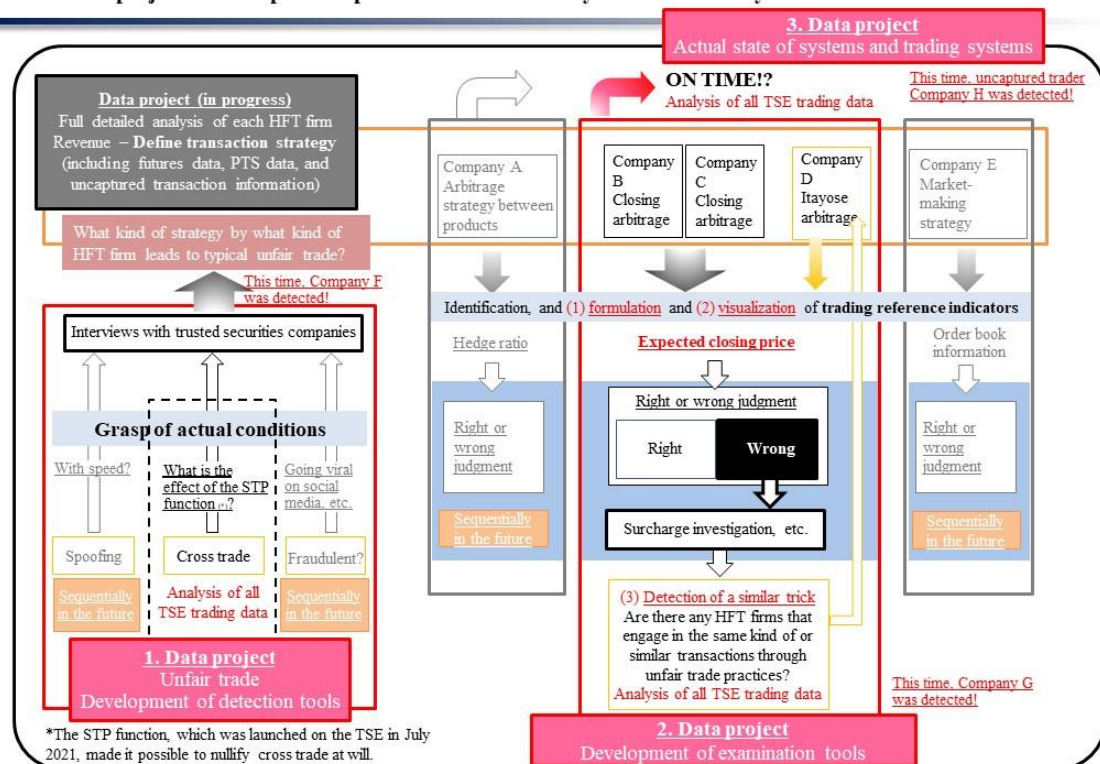 3. Data project
Actual state of systems and trading systems
Data project (in progress)
Full detailed analysis of each HFT firm
Revenue – Define transaction strategy
(including futures data, PTS data, and
uncaptured transaction information)
What kind of strategy by what kind of
HFT firm leads to typical unfair trade?
This time, Company F
was detected!
Interviews with trusted securities companies
Grasp of actual conditions
With speed?
What is the
effect of the STP
function (*)?
Going viral
on social
media, etc.
Spoofing
Cross trade
Fraudulent?
Sequentially
in the future
Analysis of all
TSE trading data
Sequentially
in the future
1. Data project
Unfair trade
Development of detection tools
*The STP function, which was launched on the TSE in July
2021, made it possible to nullify cross trade at will.
ON TIME!?
Analysis of all TSE trading data
This time, uncaptured trader
Company H was detected!
Company A
Arbitrage
strategy between
products
Company
B
Closing
arbitrage
Company
C
Closing
arbitrage
Company
D
Itayose
arbitrage
Company E
Market-
making
strategy
Identification, and (1) formulation and (2) visualization of trading reference indicators
Hedge ratio
Right or
wrong
judgment
Sequentially
in the future
Expected closing price
Right or wrong judgment
Right
Wrong
Surcharge investigation, etc.
(3) Detection of a similar trick
Are there any HFT firms that
engage in the same kind of or
similar transactions through
unfair trade practices?
Analysis of all TSE trading data
Order book
information
Right or
wrong
judgment
Sequentially
in the future
This time, Company G
was detected!
2. Data project
Development of examination tools